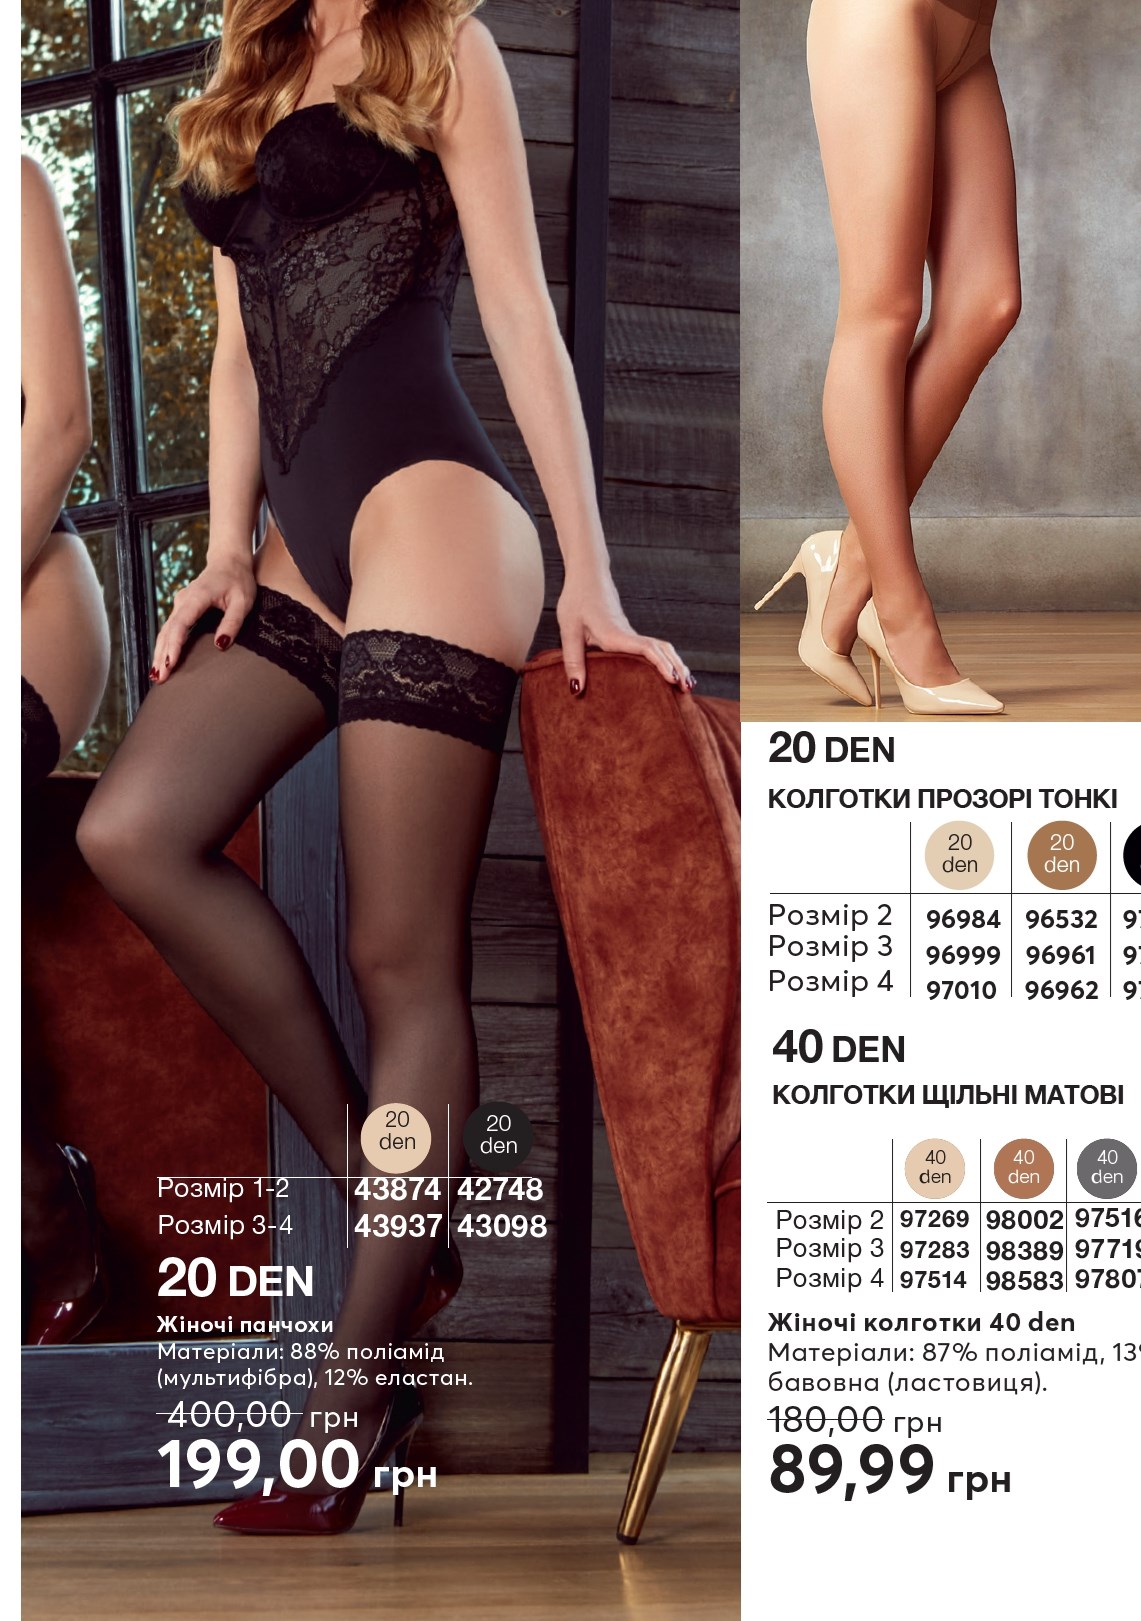 20 den
20 den
Розмір 1-2 43874 42748
Розмір 3-4 43937 43098
20 DEN
Жіночі панчохи
Матеріали: 88% поліамід
(мультифібра), 12% еластан.
400,00 грн
199,00 грн
20 DEN
КОЛГОТКИ ПРОЗОРІ ТОНКІ
20 den
20 den
Розмір 2 96984 96532
Розмір 3 96999 96961
Розмір 4 97010 96962
40 DEN
КОЛГОТКИ ЩІЛЬНІ МАТОВІ
40 den
40 den
40 den
Розмір 2 97269 98002 97516
Розмір 3 97283 98389 97719
Розмір 4 97514 98583 97807
Жіночі колготки 40 den
Матеріали: 87% поліамід, 13%
бавовна (ластовиця).
180,00 грн
89,99 грн